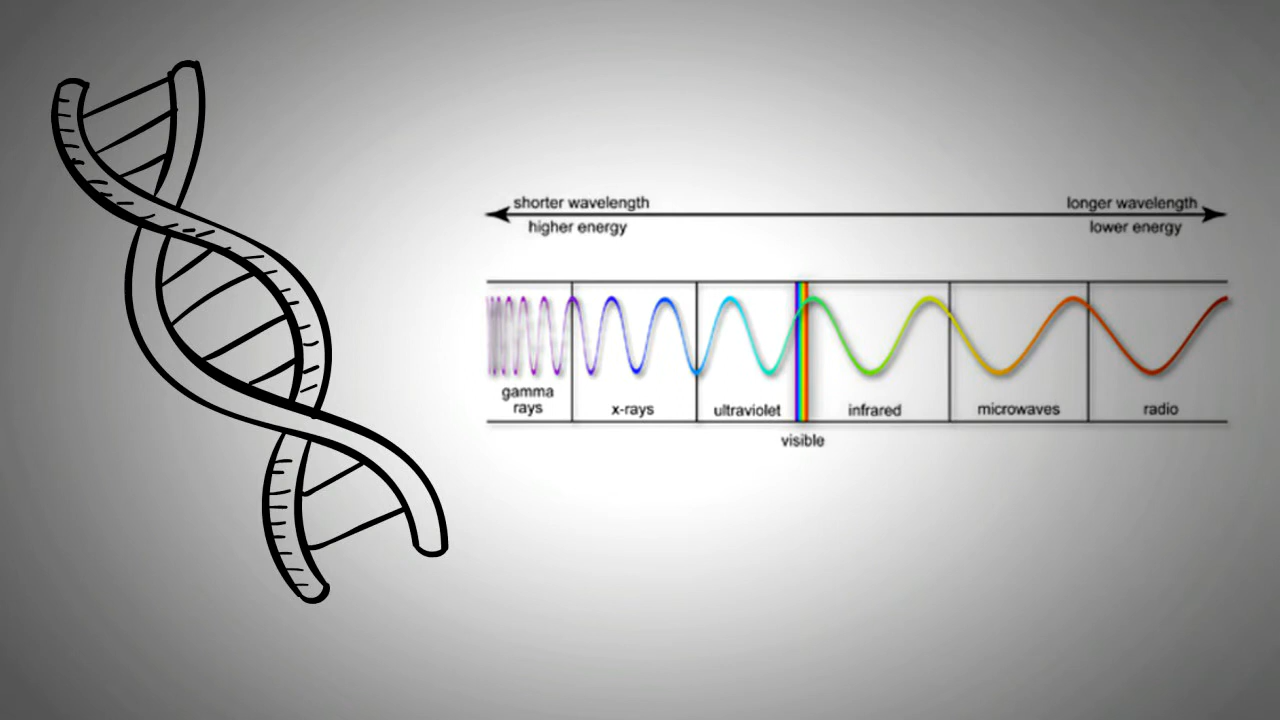 shorter wavelength
longer wavelength
higher energy
lower energy
gamma
rays
x-rays
ultraviolet
infrared
microwaves
radio
visible